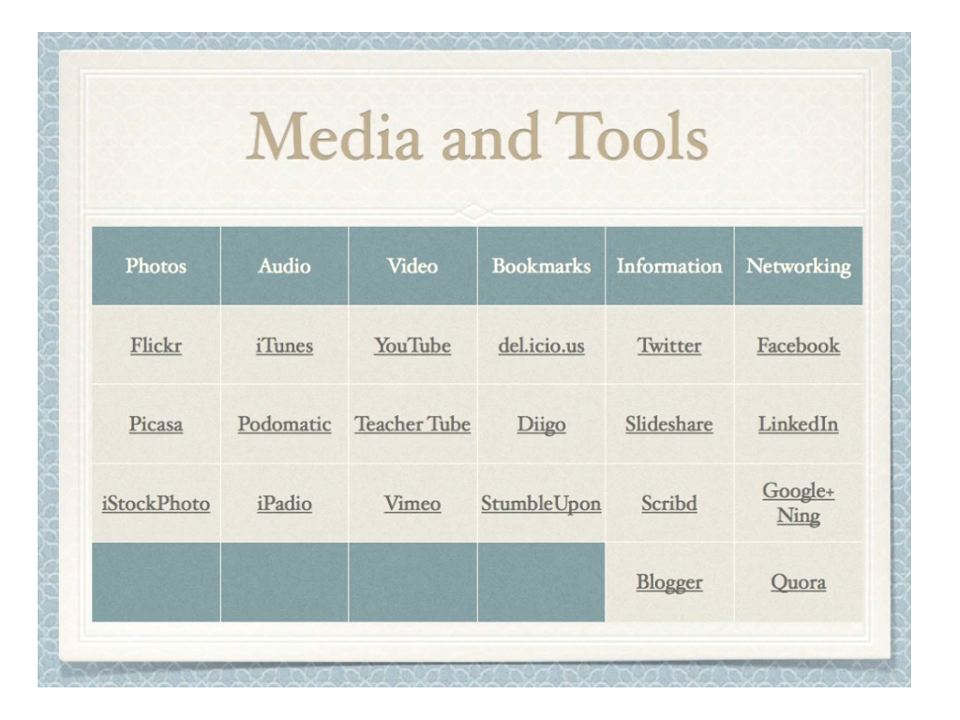 Media and Tools
Photos Audio Video Bookmarks Information Networking
Flickr iTunes YouTube del.icio.us Twitter Facebook
Picasa Podomatic Teacher Tube Diigo Slideshare LinkedIn
iStockPhoto iPadio Vimeo StumbleUpon Scribd Google+
Ning
Blogger Quora